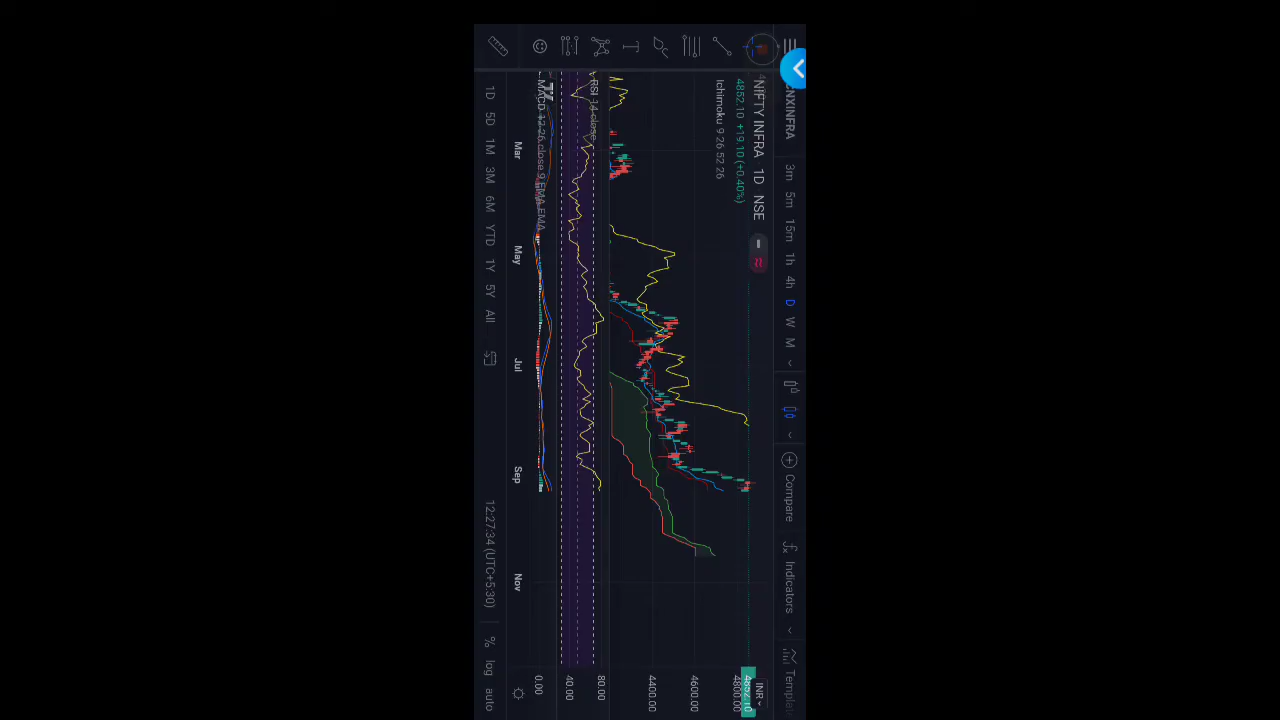 CNXINFRA 3m 5m 15m 1h 4h D W M Compare Indicators
NIFTY INFRA 1D NSE
4852.10 +19.10 (+0.40%)
Ichimoku 9 26 52 26
INR
4852.10
4800.00
4600.00
4400.00
RSI 14 close
80.00
40.00
MACD 12 26 close 9 EMA EMA
0.00
Mar May Jul Sep Nov
1D 5D 1M 3M 6M YTD 1Y 5Y All 12:27:34 (UTC+5:30) % log auto